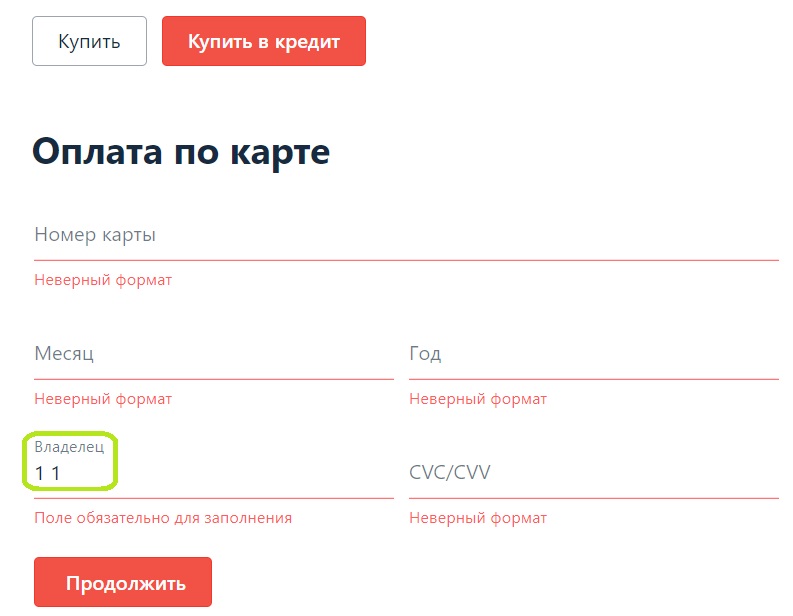 Купить Купить в кредит
Оплата по карте
Номер карты
Неверный формат
Месяц Год
Неверный формат Неверный формат
Владелец
1 1 CVC/CVV
Поле обязательно для заполнения Неверный формат
Продолжить